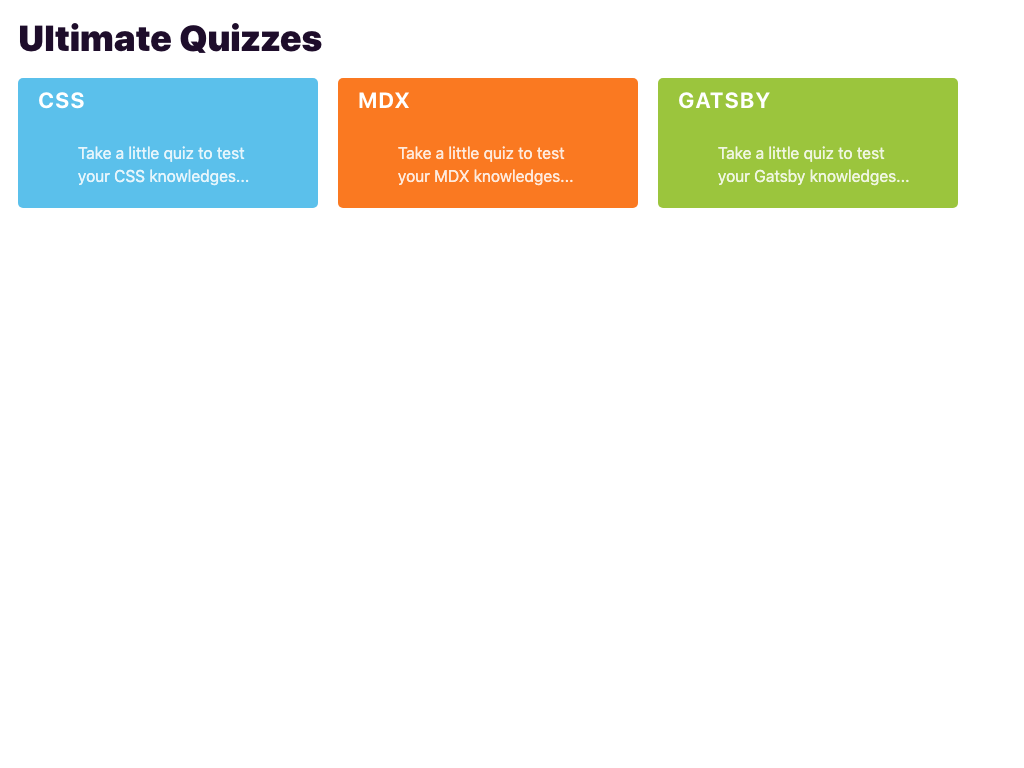 Ultimate Quizzes
CSS
Take a little quiz to test
your CSS knowledges...
MDX
Take a little quiz to test
your MDX knowledges...
GATSBY
Take a little quiz to test
your Gatsby knowledges...